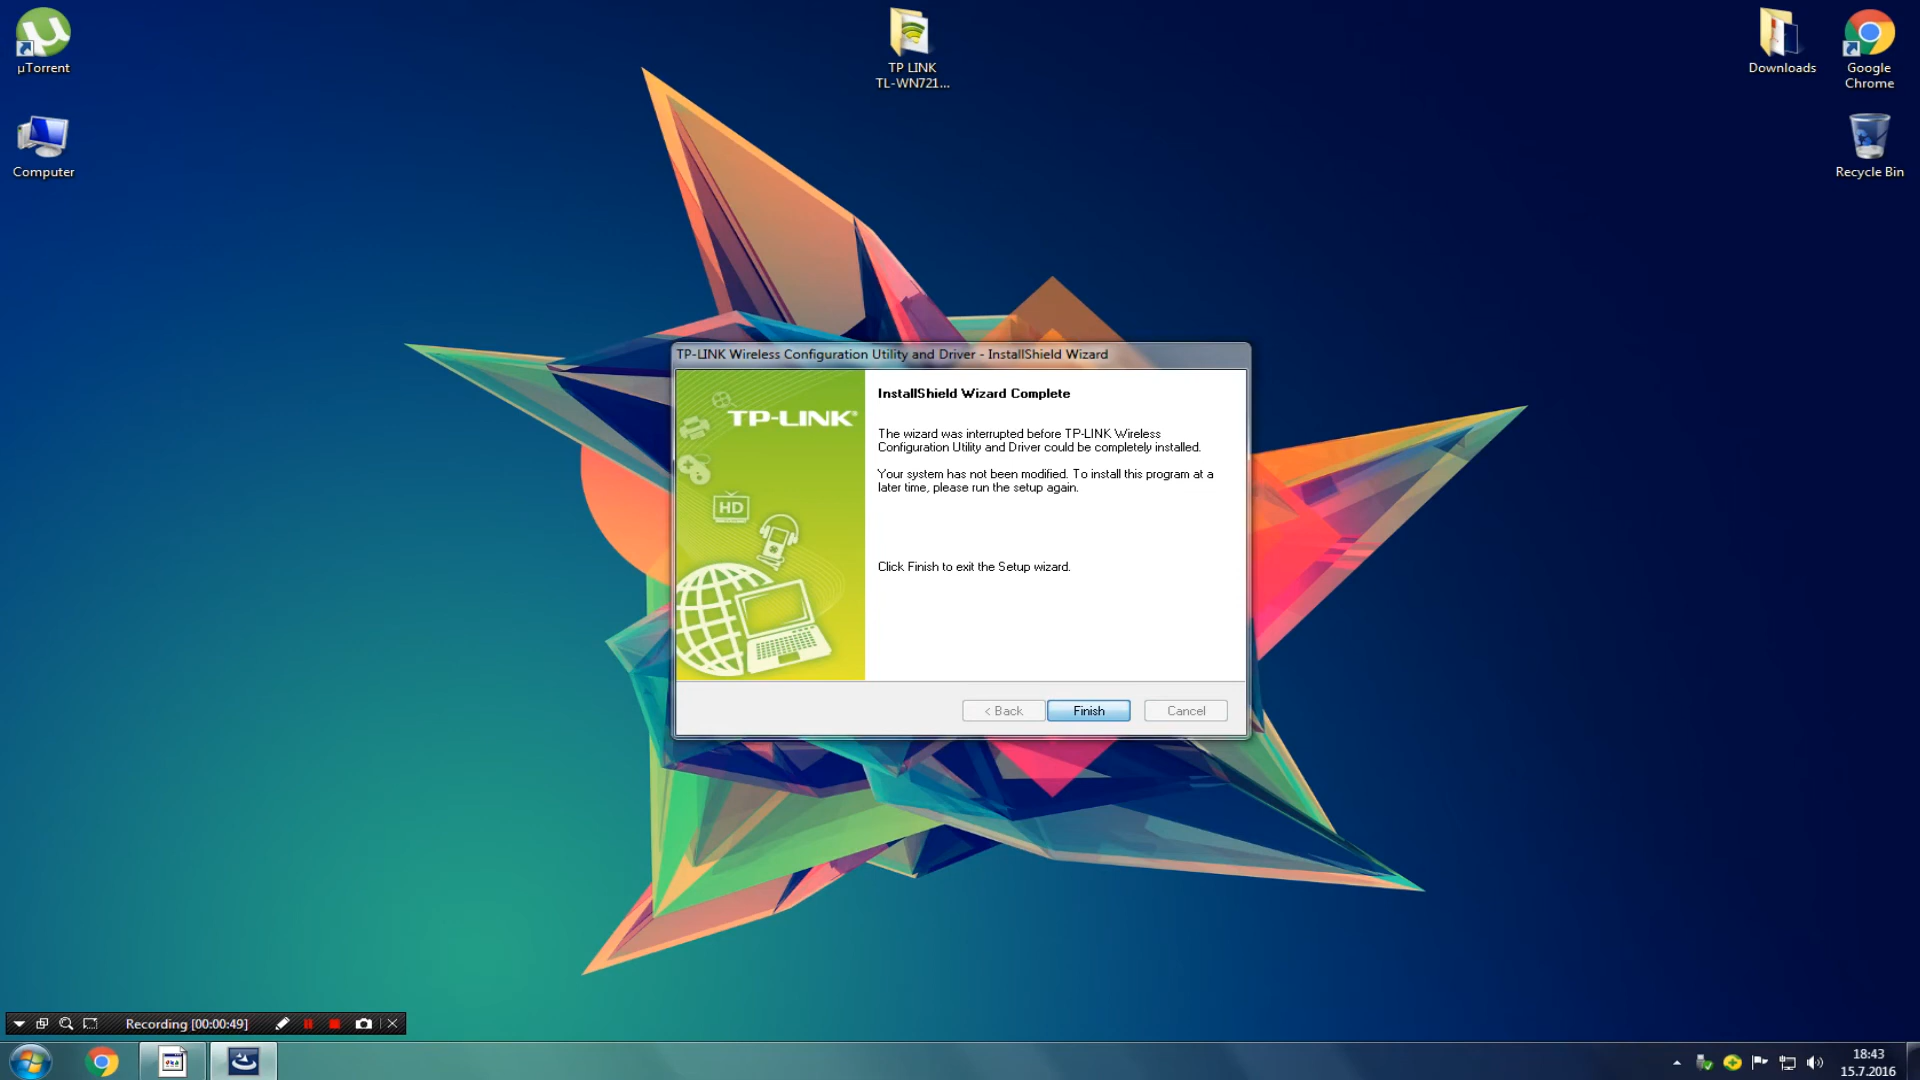 µTorrent
TP LINK
TL-WN721...
Downloads
Google
Chrome
Computer
Recycle Bin
TP-LINK Wireless Configuration Utility and Driver - InstallShield Wizard
TP-LINK®
HD
InstallShield Wizard Complete
The wizard was interrupted before TP-LINK Wireless
Configuration Utility and Driver could be completely installed.
Your system has not been modified. To install this program at a
later time, please run the setup again.
Click Finish to exit the Setup wizard.
< Back
Finish
Cancel
Recording [00:00:49]
18:43
15.7.2016